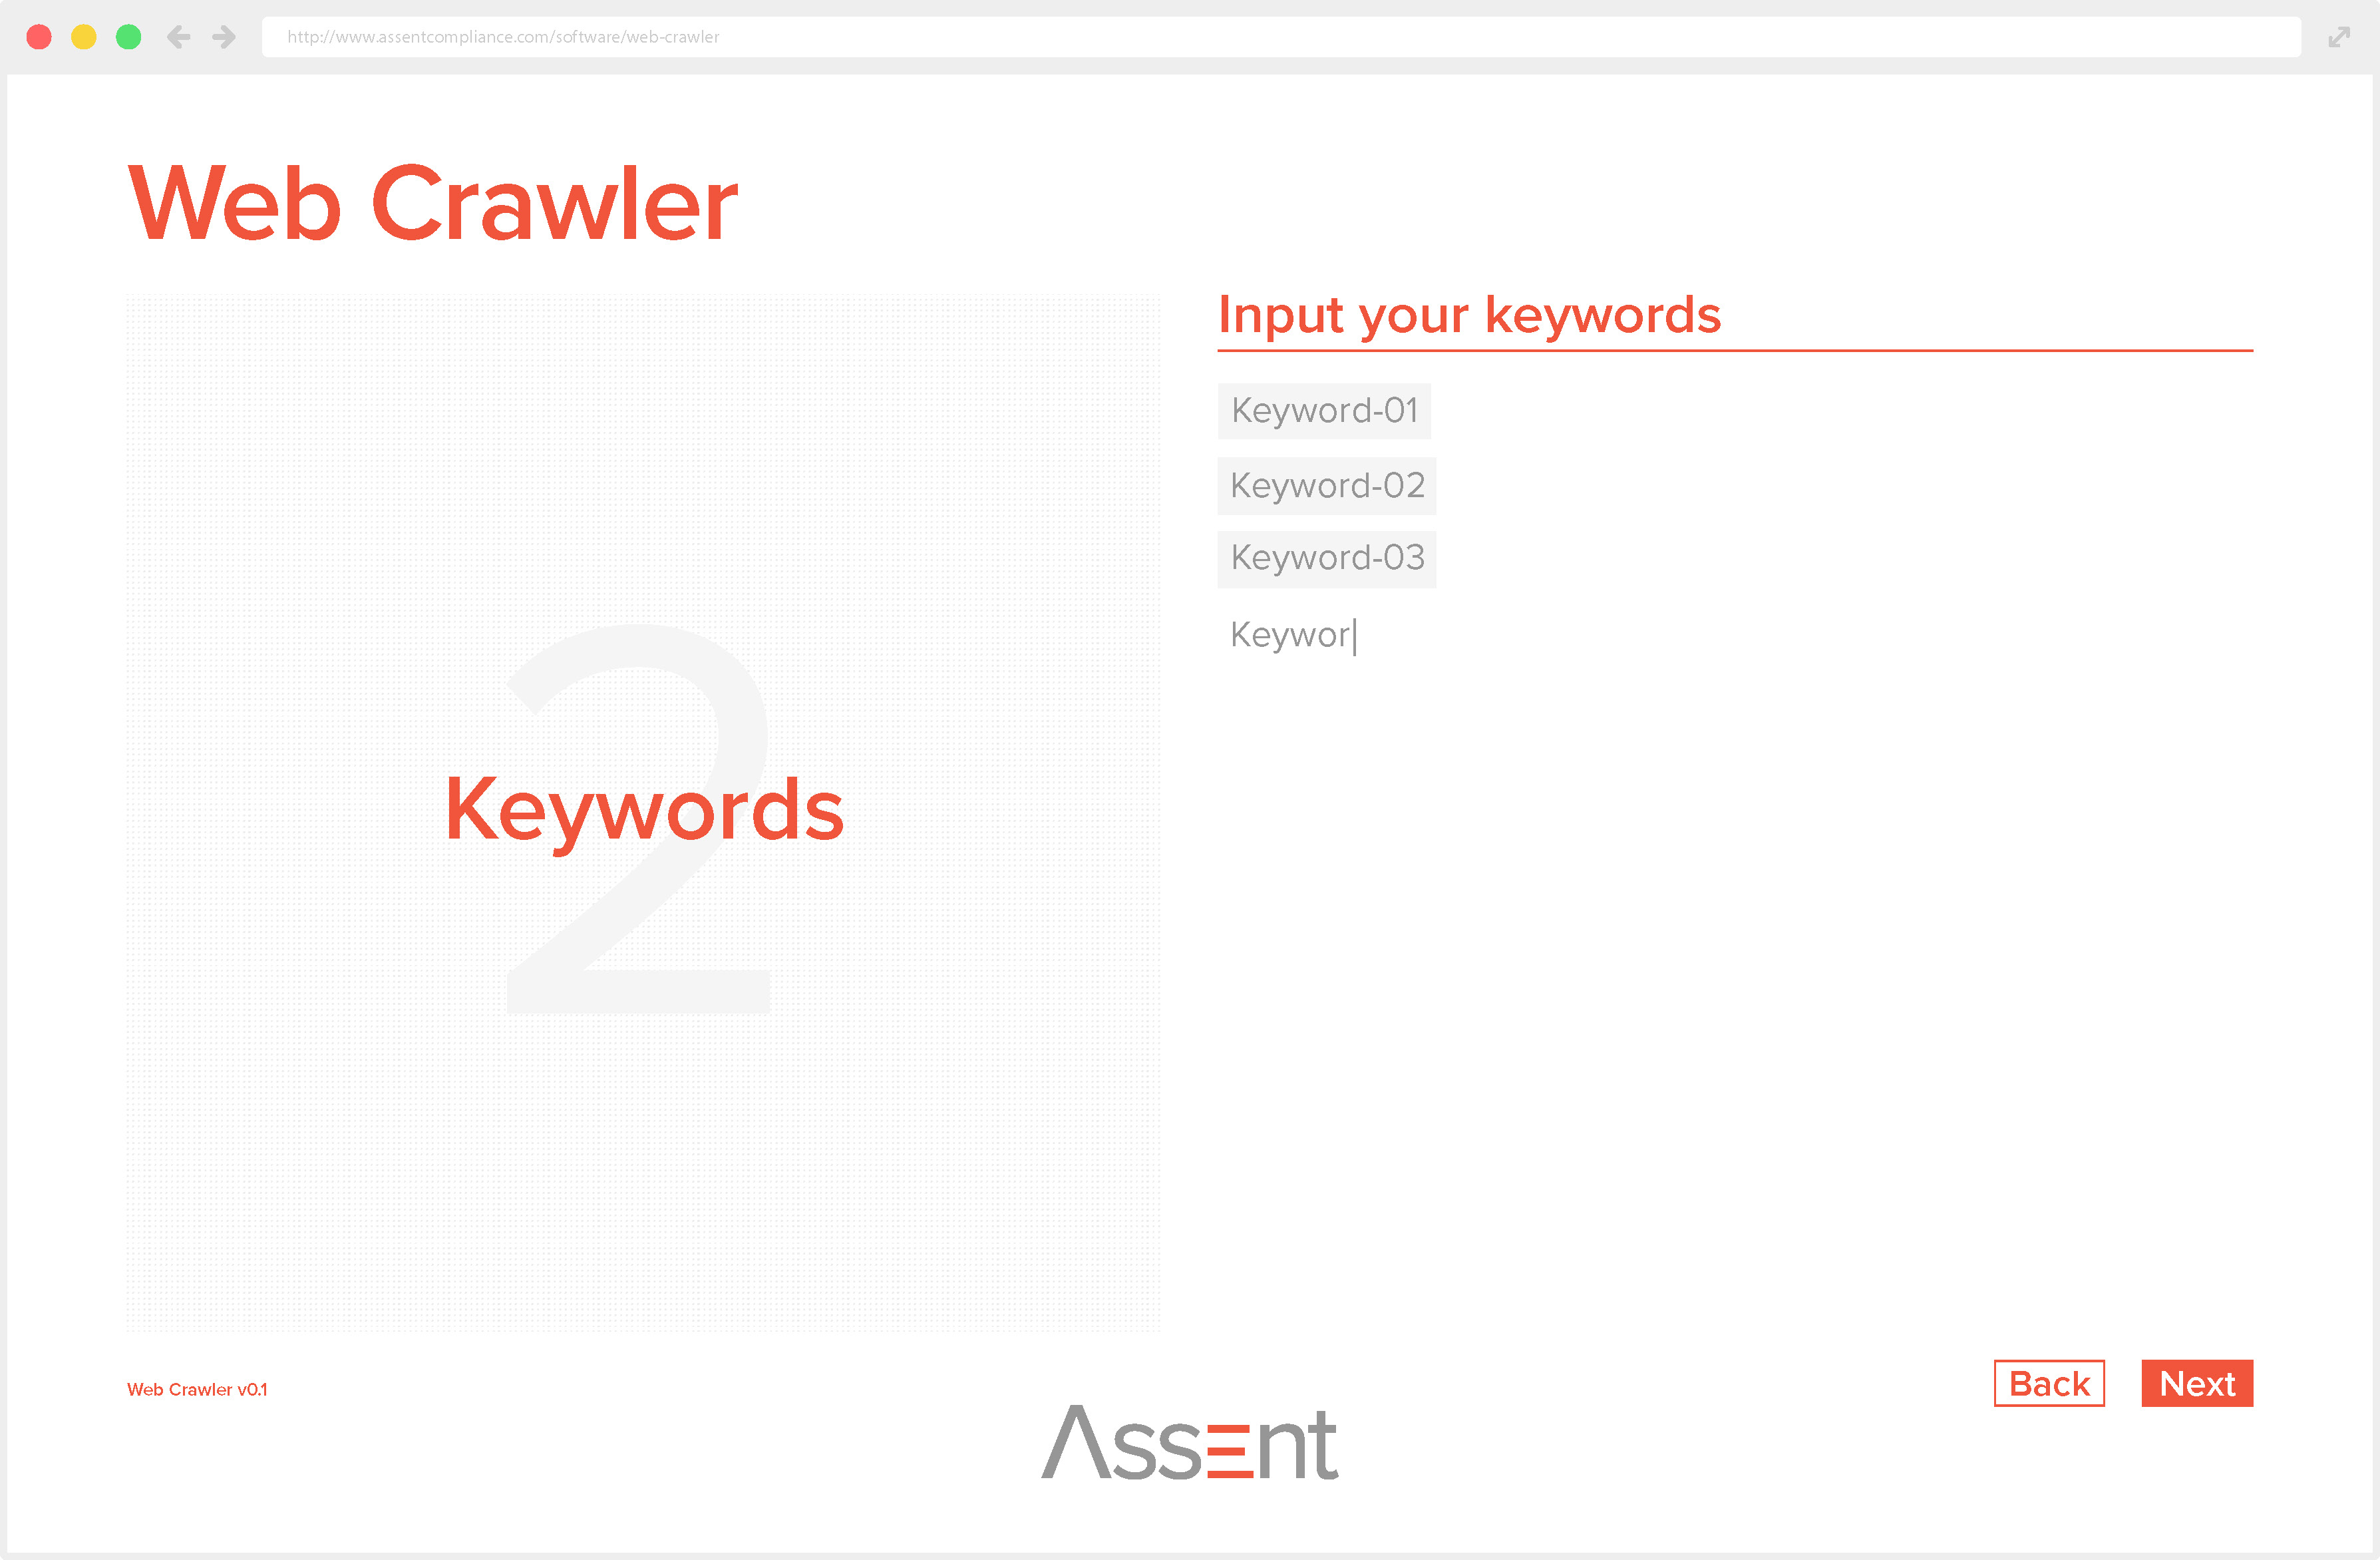 http://www.assentcompliance.com/software/web-crawler
Web Crawler
2
Keywords
Input your keywords
Keyword-01
Keyword-02
Keyword-03
Keywor
Web Crawler v0.1
Back
Next
Assent